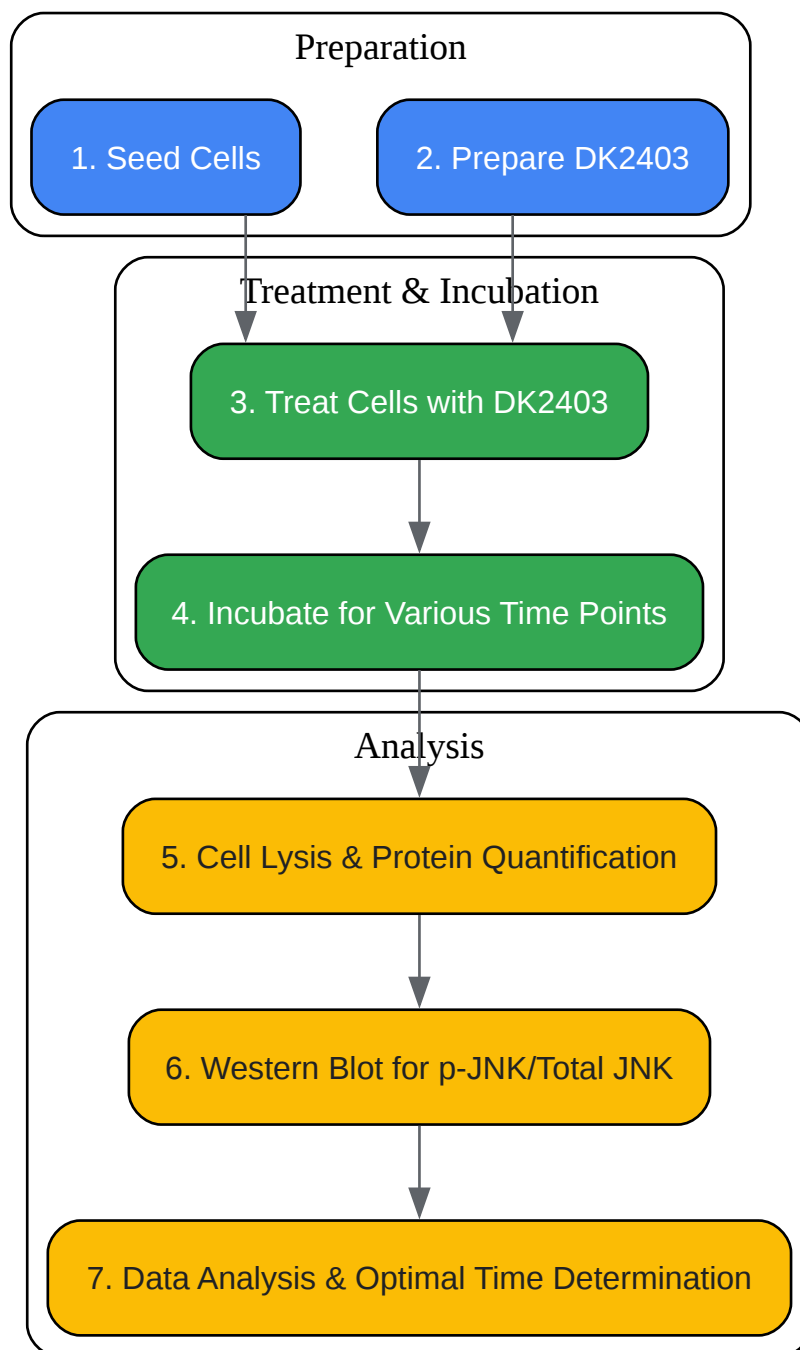 Preparation
1. Seed Cells
2. Prepare DK2403
Treatment & Incubation
3. Treat Cells with DK2403
4. Incubate for Various Time Points
Analysis
5. Cell Lysis & Protein Quantification
6. Western Blot for p-JNK/Total JNK
7. Data Analysis & Optimal Time Determination